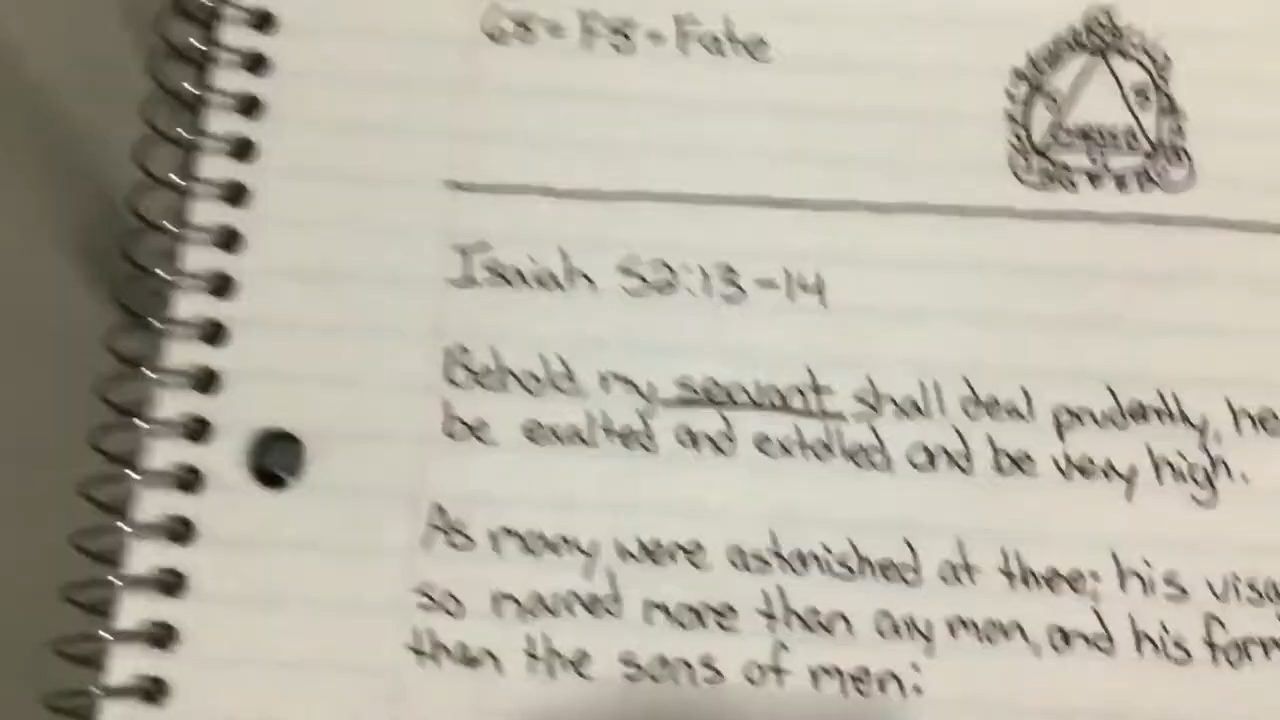 65 = F5 = Fate
Isaiah 52:13-14
Behold my servant shall deal prudently, he
be exalted and extolled and be very high.
As many were astonished at thee; his visa
so marred more than any man, and his form
than the sons of men: